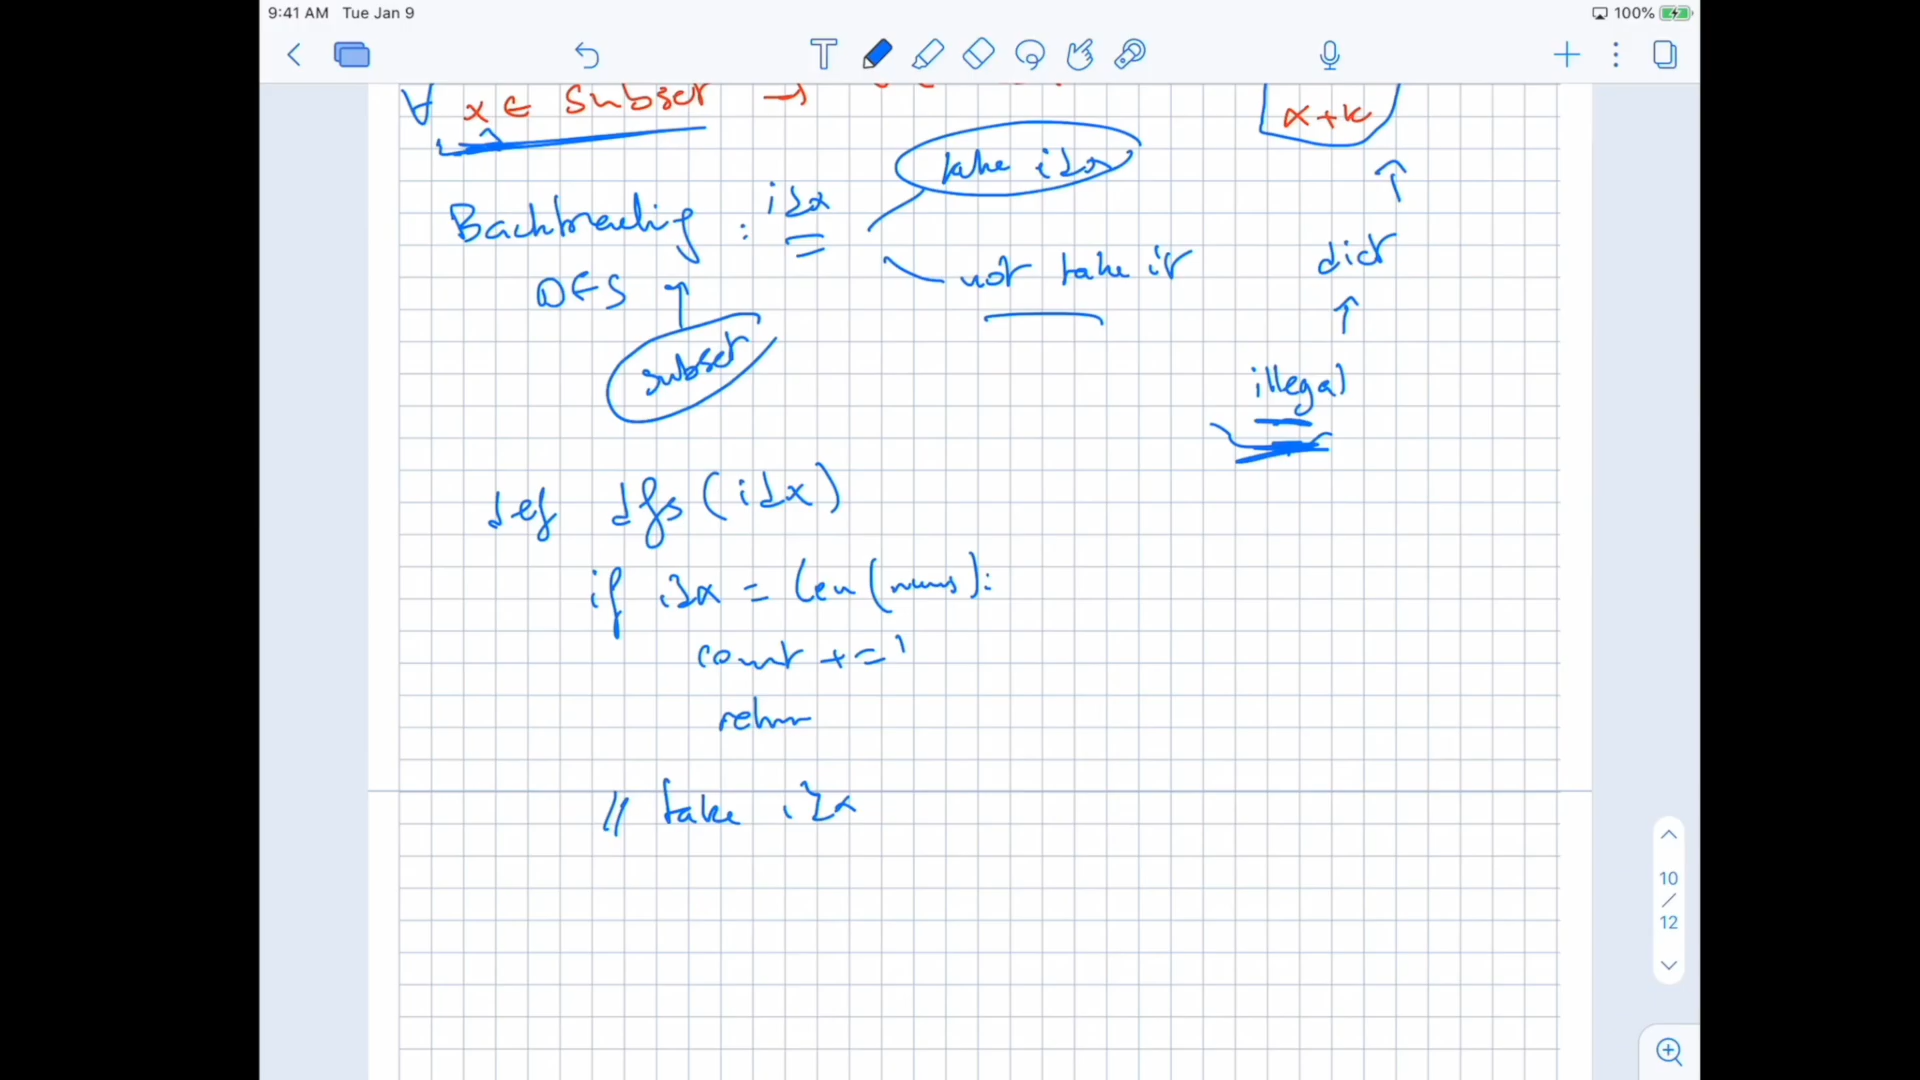 9:41 AM Tue Jan 9
100%
∀ x ∈ Subset →
x+k
take idx
Backtracking : idx
not take it
dict
DFS
subset
illegal
def dfs (idx)
if idx = len(nums):
count += 1
return
// take idx
10
/
12